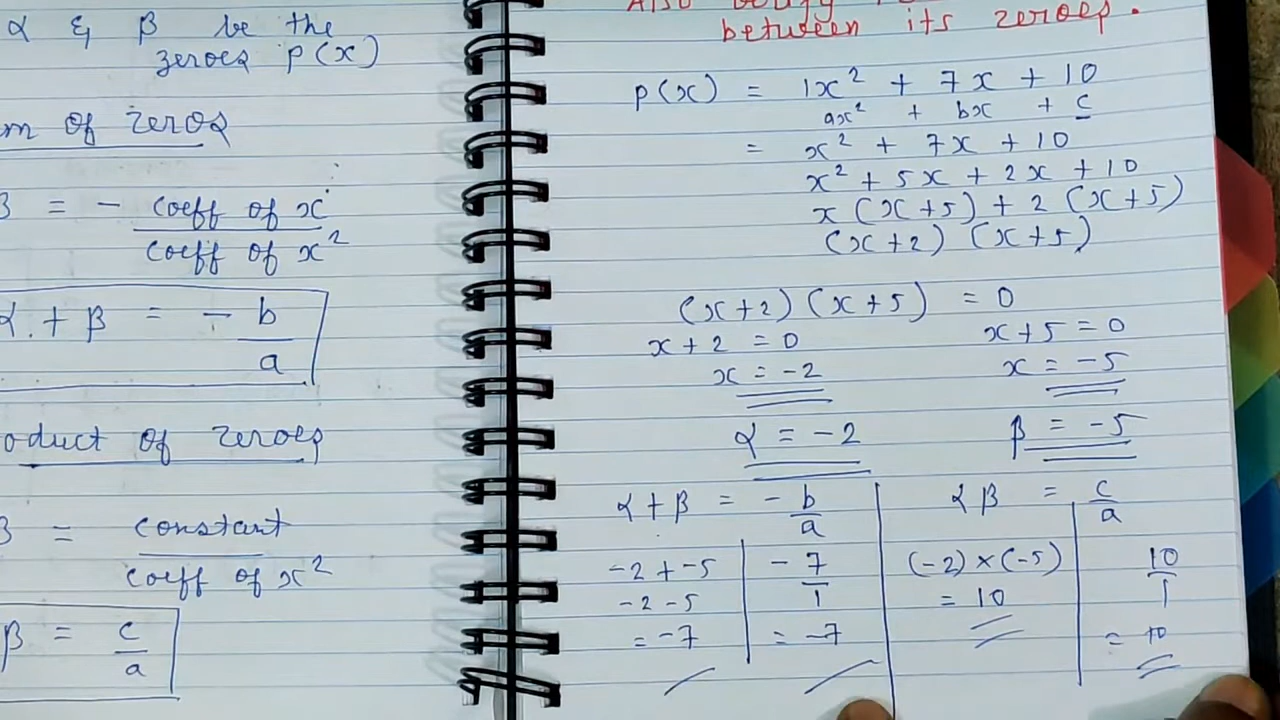 α & β be the
zeroes p(x)
m of zeros
β = - coeff of x / coeff of x²
α + β = - b/a
oduct of zeroes
β = constant / coeff of x²
β = c/a
Also
between its zeroes.
p(x) = 1x² + 7x + 10
ax² + bx + c
= x² + 7x + 10
x² + 5x + 2x + 10
x (x+5) + 2 (x+5)
(x+2) (x+5)
(x+2) (x+5) = 0
x + 2 = 0 x + 5 = 0
x = -2 x = -5
α = -2 β = -5
α + β = - b/a αβ = c/a
-2 + -5 - 7/1 (-2) × (-5) 10/1
-2 - 5 = 10
= -7 = -7 = 10